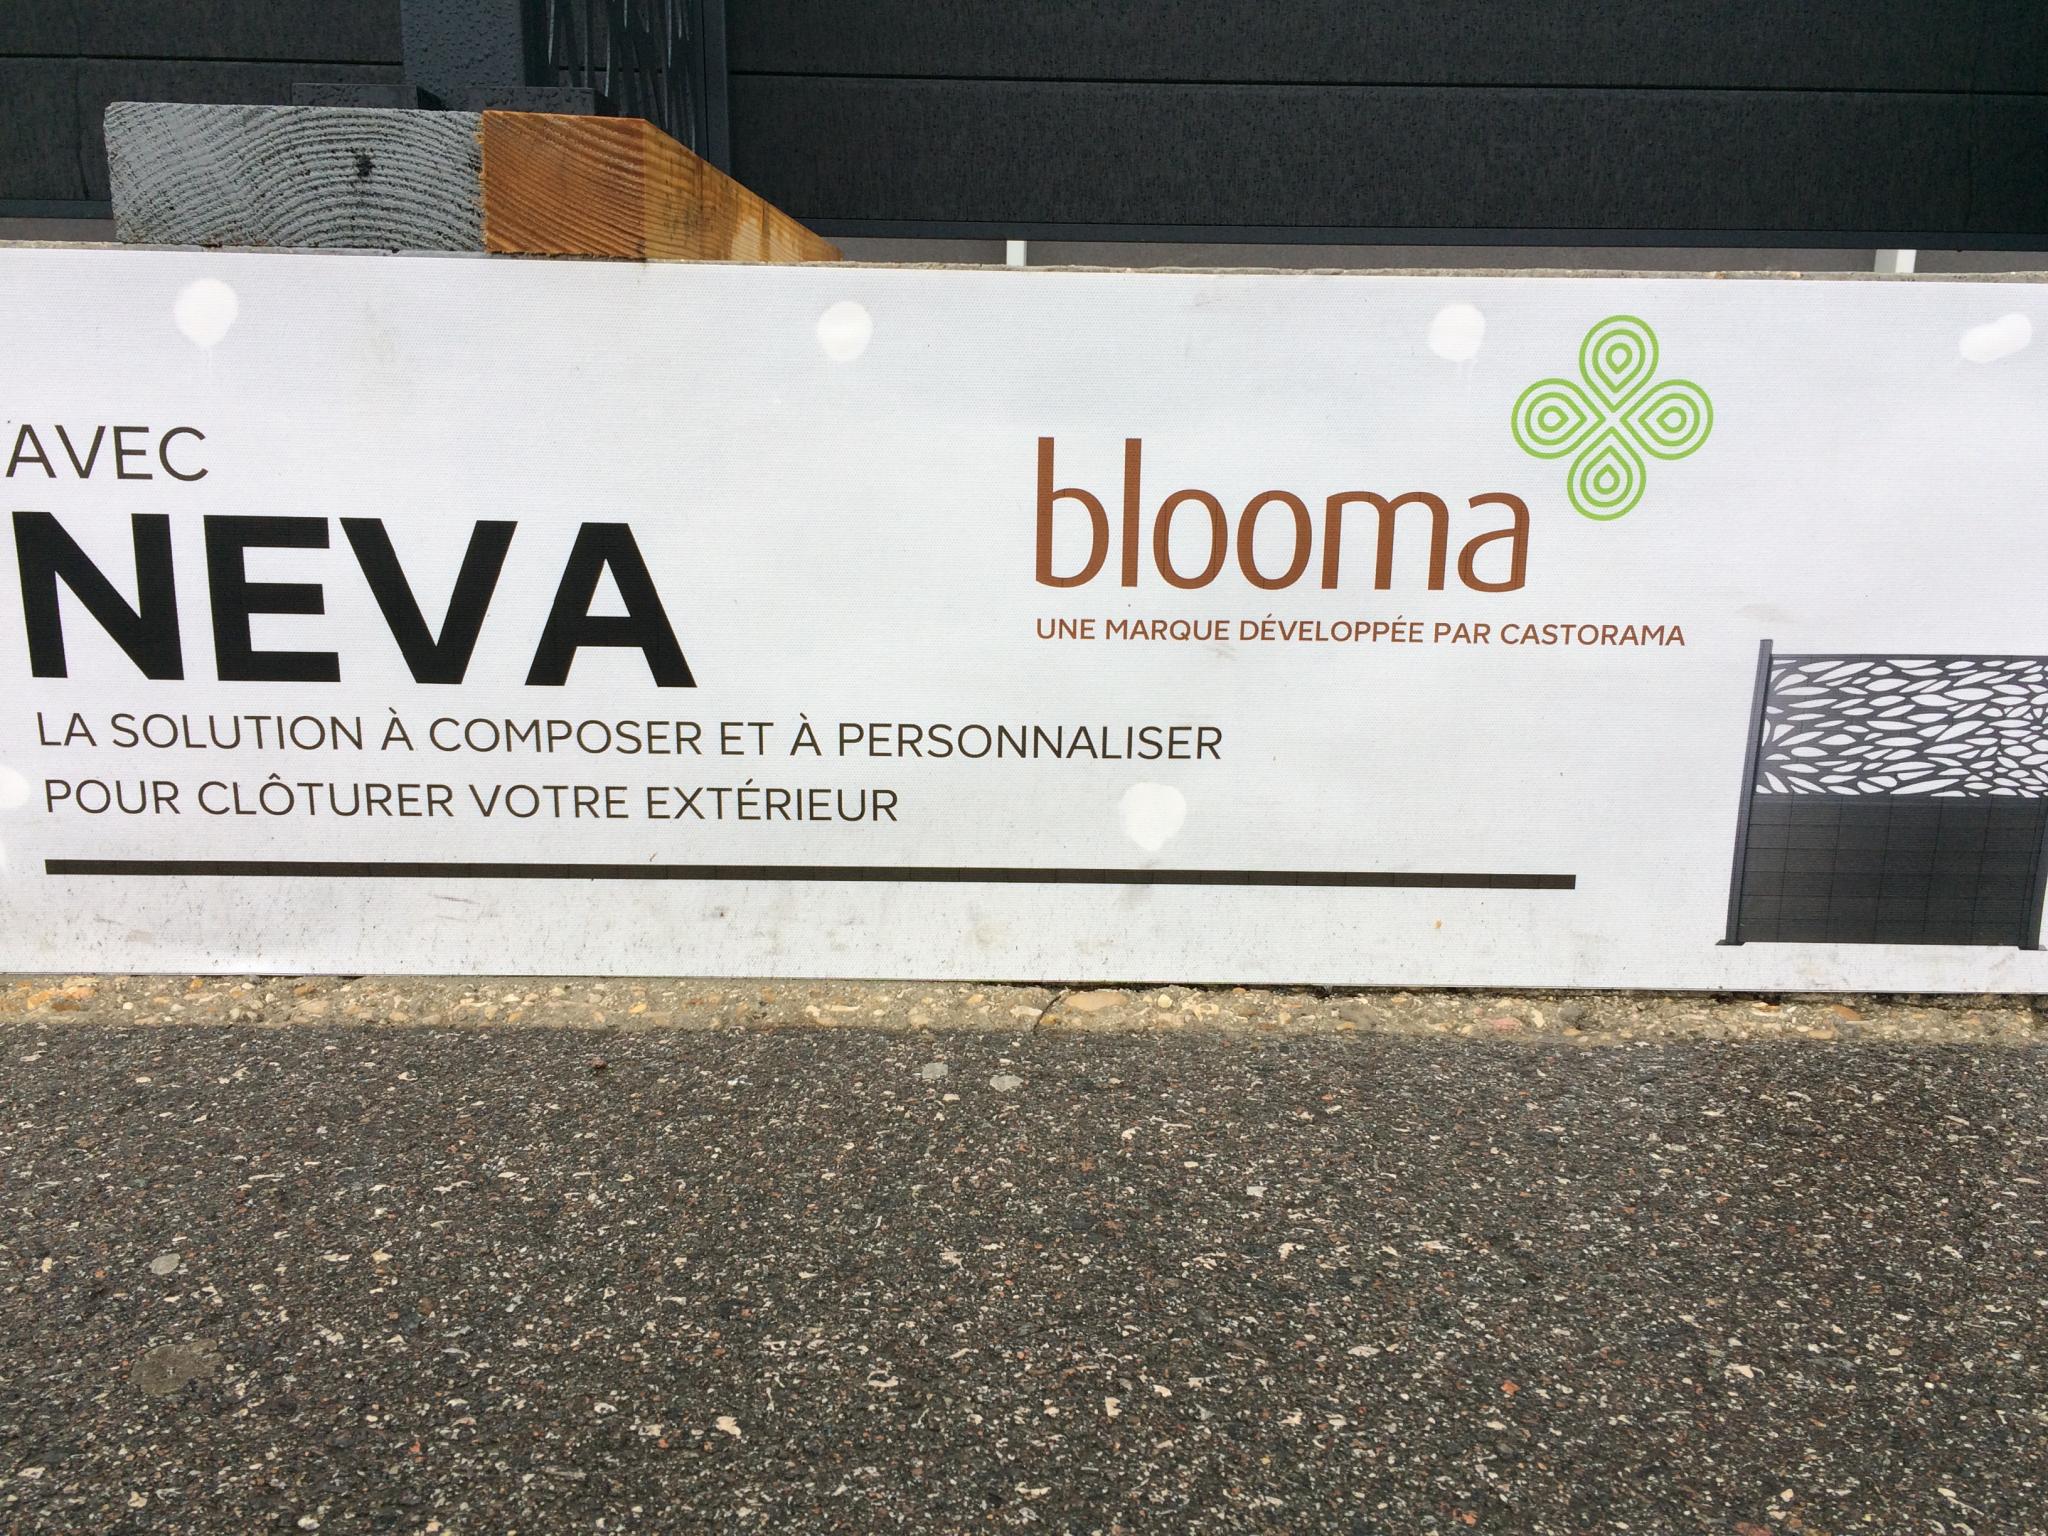 AVEC
NEVA
LA SOLUTION À COMPOSER ET À PERSONNALISER
POUR CLÔTURER VOTRE EXTÉRIEUR
blooma
UNE MARQUE DÉVELOPPÉE PAR CASTORAMA